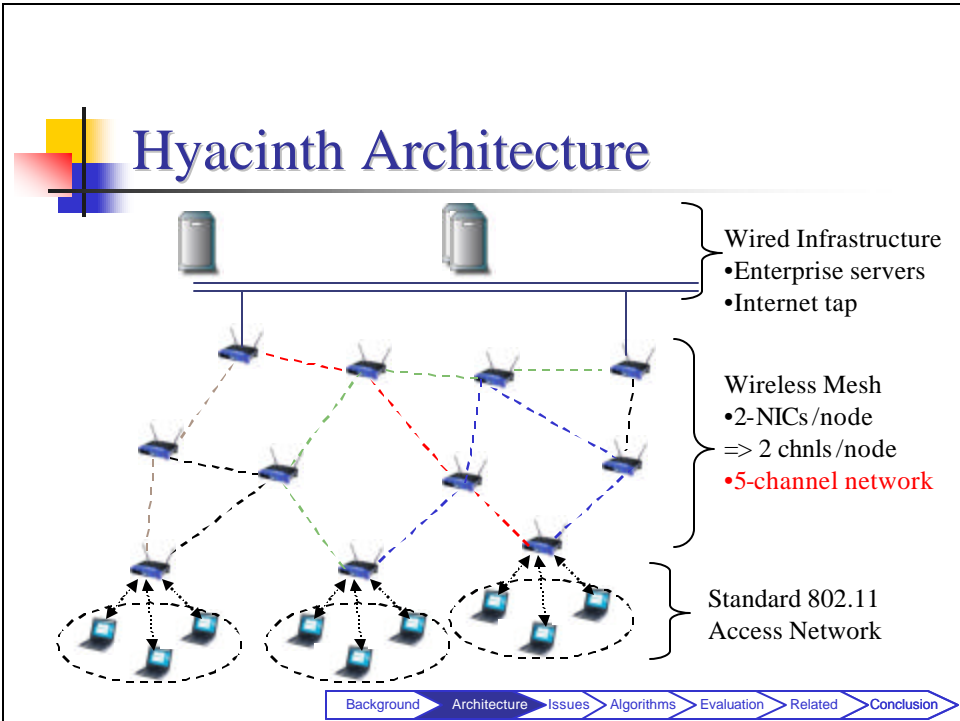 Hyacinth Architecture
Wired Infrastructure
•Enterprise servers
•Internet tap
Wireless Mesh
•2-NICs/node
=> 2 chnls/node
•5-channel network
Standard 802.11
Access Network
Background Architecture Issues Algorithms Evaluation Related Conclusion